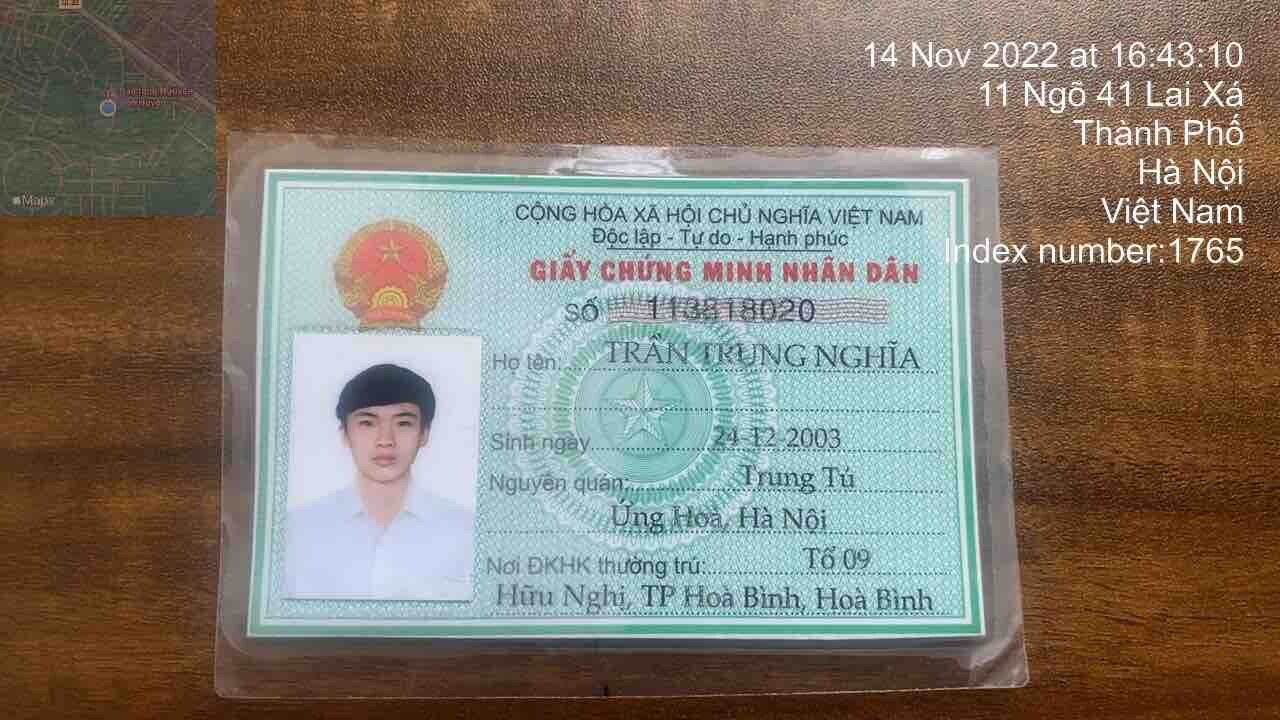 14 Nov 2022 at 16:43:10
11 Ngõ 41 Lai Xá
Thành Phố
Hà Nội
Việt Nam
Index number:1765
Maps
CỘNG HÒA XÃ HỘI CHỦ NGHĨA VIỆT NAM
Độc lập - Tự do - Hạnh phúc
GIẤY CHỨNG MINH NHÂN DÂN
SỐ 113818020
Họ tên: TRẦN TRUNG NGHĨA
Sinh ngày 24-12-2003
Nguyên quán: Trung Tú
Ứng Hoà, Hà Nội
Nơi ĐKHK thường trú: Tổ 09
Hữu Nghị, TP Hoà Bình, Hoà Bình